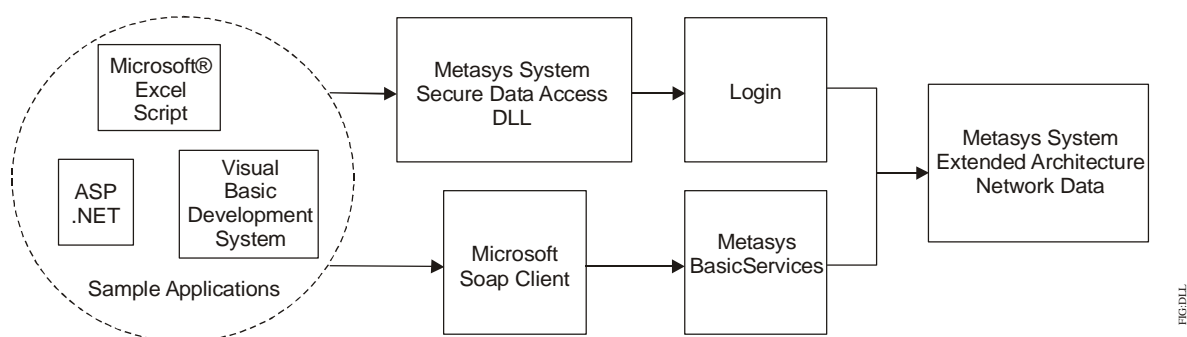 Microsoft®
Excel
Script
ASP
.NET
Visual
Basic
Development
System
Sample Applications
Metasys System
Secure Data Access
DLL
Login
Microsoft
Soap Client
Metasys
BasicServices
Metasys System
Extended Architecture
Network Data
FIG:DLL